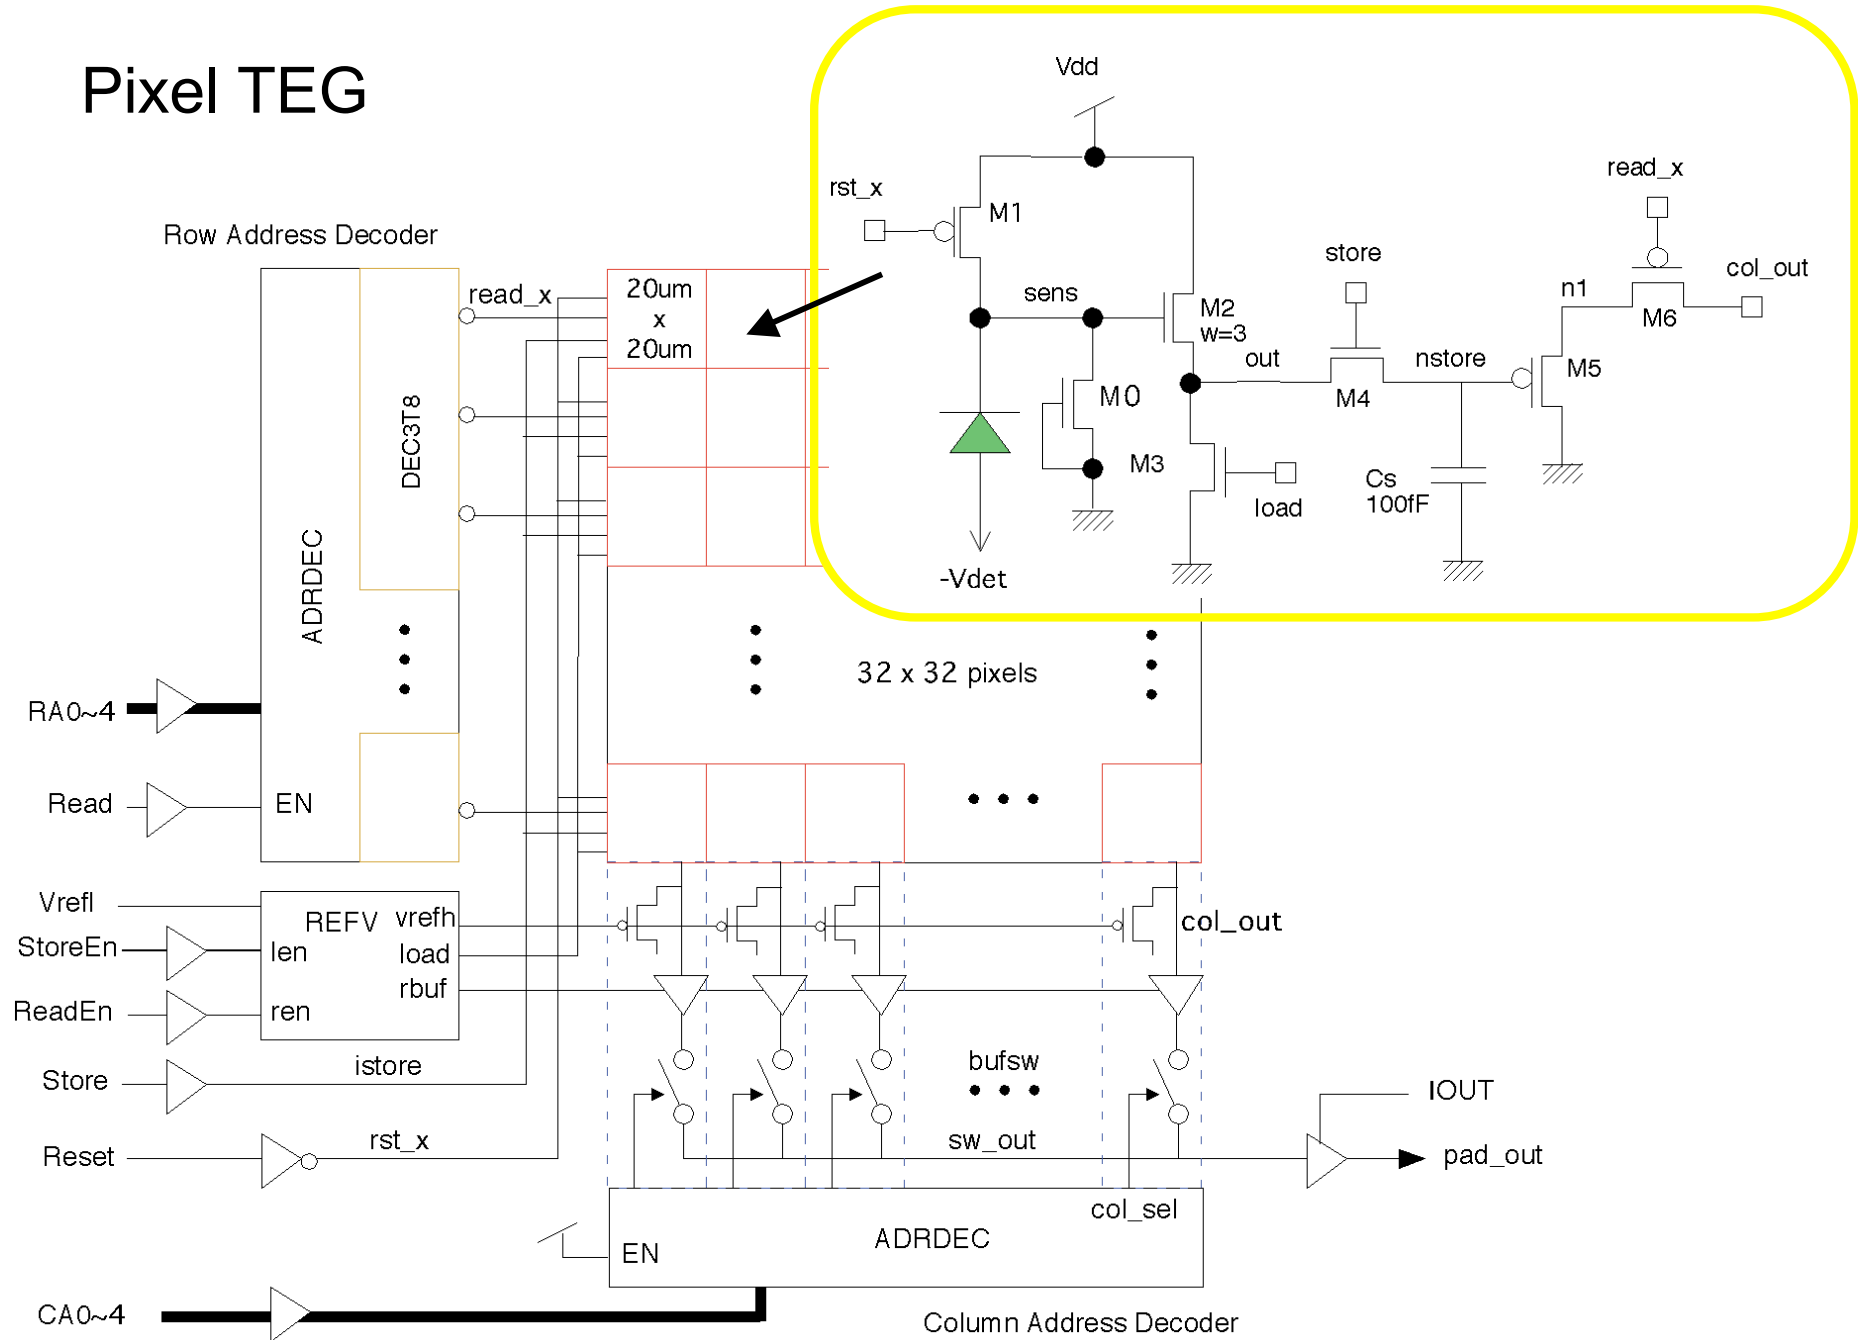 Pixel TEG
Vdd
rst_x
M1
read_x
Row Address Decoder
store
col_out
read_x
20um
x
20um
sens
n1
M2
w=3
M6
out
nstore
M5
M0
M4
DEC3T8
M3
Cs
100fF
load
ADRDEC
-Vdet
32 x 32 pixels
RA0~4
Read
EN
Vrefl
REFV
vrefh
col_out
StoreEn
len
load
rbuf
ReadEn
ren
Store
istore
bufsw
IOUT
Reset
rst_x
sw_out
pad_out
col_sel
EN
ADRDEC
CA0~4
Column Address Decoder